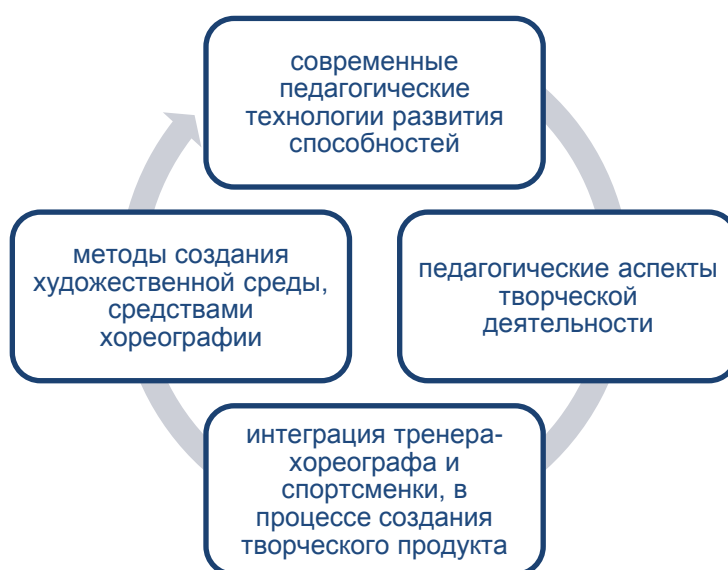 современные
педагогические
технологии развития
способностей
педагогические аспекты
творческой
деятельности
интеграция тренера-
хореографа и
спортсменки, в
процессе создания
творческого продукта
методы создания
художественной среды,
средствами
хореографии